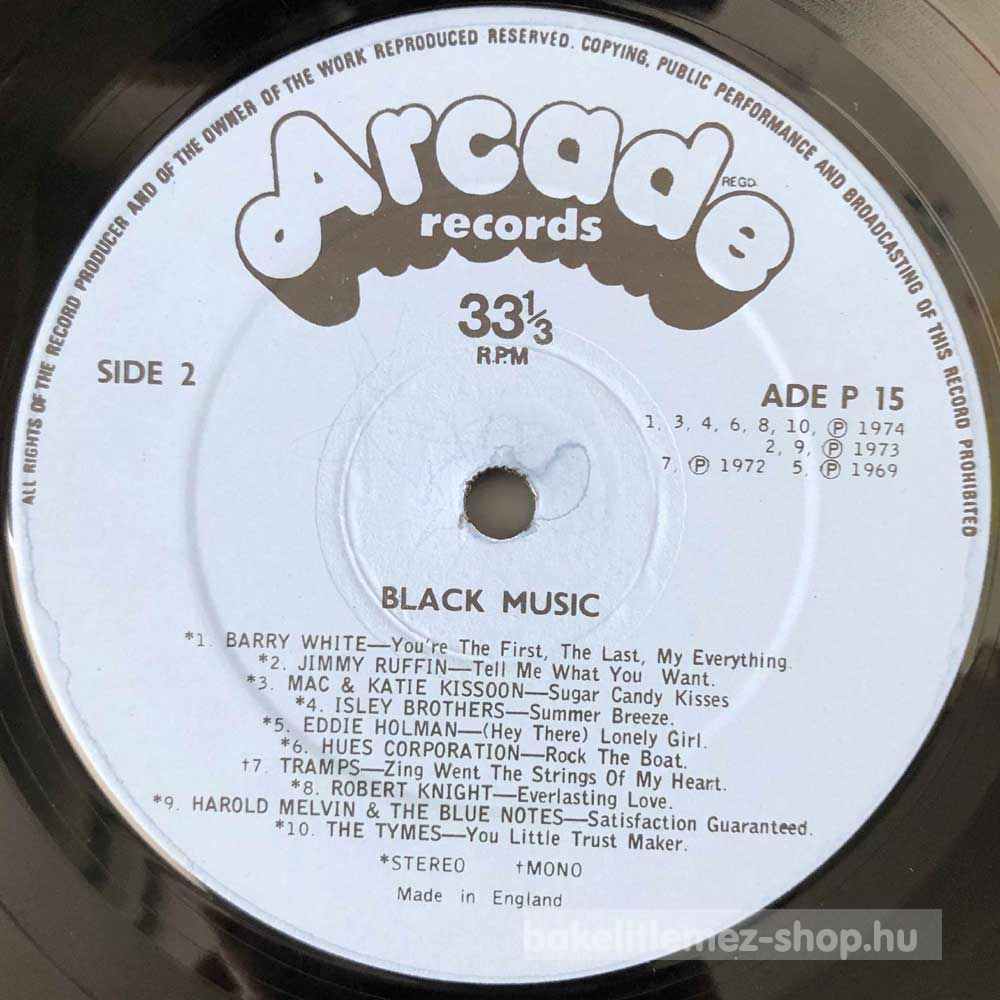 ALL RIGHTS OF THE RECORD PRODUCER AND OF THE OWNER OF THE WORK REPRODUCED RESERVED. COPYING, PUBLIC PERFORMANCE AND BROADCASTING OF THIS RECORD PROHIBITED
Arcade
REGD.
records
33⅓
R.P.M
SIDE 2
ADE P 15
1, 3, 4, 6, 8, 10, Ⓟ 1974
2, 9, Ⓟ 1973
7, Ⓟ 1972 5, Ⓟ 1969
BLACK MUSIC
*1. BARRY WHITE—You're The First, The Last, My Everything.
*2. JIMMY RUFFIN—Tell Me What You Want.
*3. MAC & KATIE KISSOON—Sugar Candy Kisses
*4. ISLEY BROTHERS—Summer Breeze.
*5. EDDIE HOLMAN—(Hey There) Lonely Girl.
*6. HUES CORPORATION—Rock The Boat.
†7. TRAMPS—Zing Went The Strings Of My Heart.
*8. ROBERT KNIGHT—Everlasting Love.
*9. HAROLD MELVIN & THE BLUE NOTES—Satisfaction Guaranteed.
*10. THE TYMES—You Little Trust Maker.
*STEREO †MONO
Made in England
bakelitlemez-shop.hu